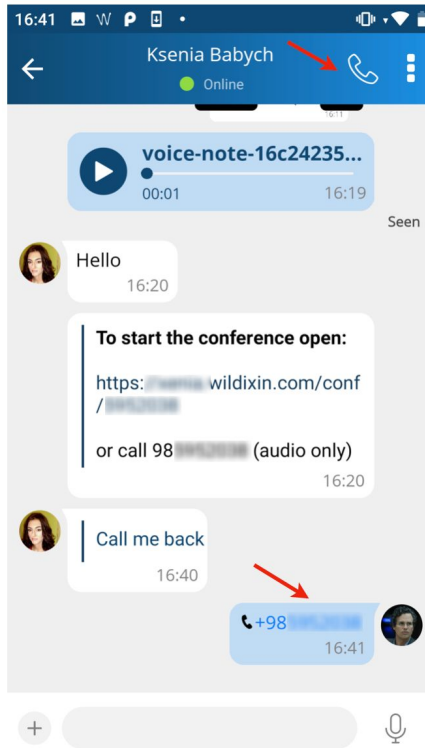 16:41
Ksenia Babych
Online
16:11
voice-note-16c24235...
00:01
16:19
Seen
Hello
16:20
To start the conference open:
https: wildixin.com/conf
/
or call 98 (audio only)
16:20
Call me back
16:40
+98
16:41